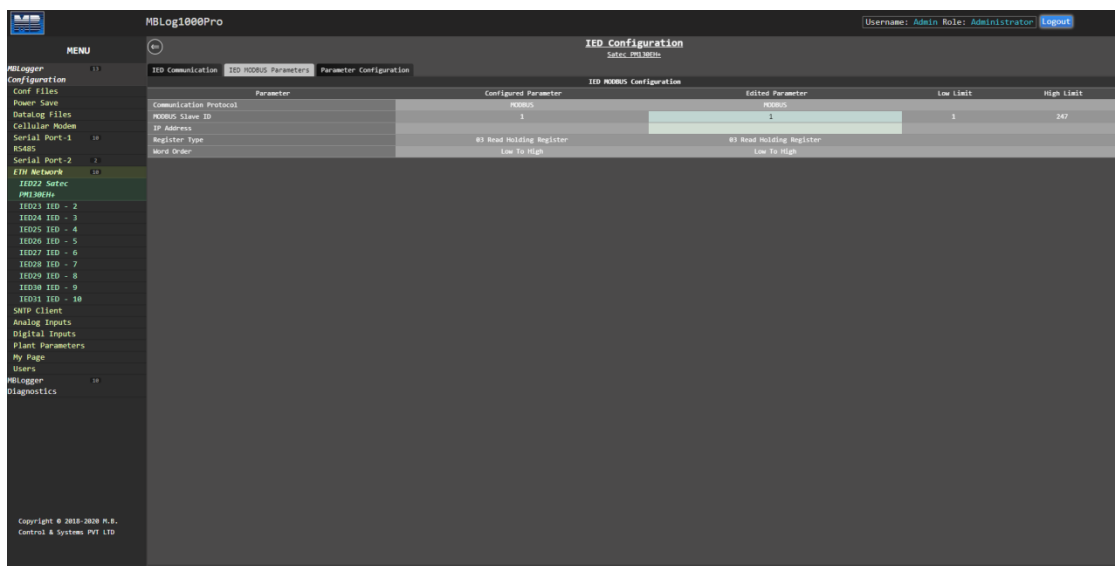 MB
MBLog1000Pro
Username: Admin Role: Administrator Logout
MENU
IED Configuration
Satec PM130EH+
MBLogger 13
Configuration
Conf Files
Power Save
DataLog Files
Cellular Modem
Serial Port-1 10
RS485
Serial Port-2 2
ETH Network 10
IED22 Satec
PM130EH+
IED23 IED - 2
IED24 IED - 3
IED25 IED - 4
IED26 IED - 5
IED27 IED - 6
IED28 IED - 7
IED29 IED - 8
IED30 IED - 9
IED31 IED - 10
SNTP Client
Analog Inputs
Digital Inputs
Plant Parameters
My Page
Users
MBLogger 10
Diagnostics
IED Communication IED MODBUS Parameters Parameter Configuration
IED MODBUS Configuration
Parameter Configured Parameter Edited Parameter Low Limit High Limit
Communication Protocol MODBUS MODBUS
MODBUS Slave ID 1 1 1 247
IP Address
Register Type 03 Read Holding Register 03 Read Holding Register
Word Order Low To High Low To High
Copyright © 2018-2020 M.B.
Control & Systems PVT LTD